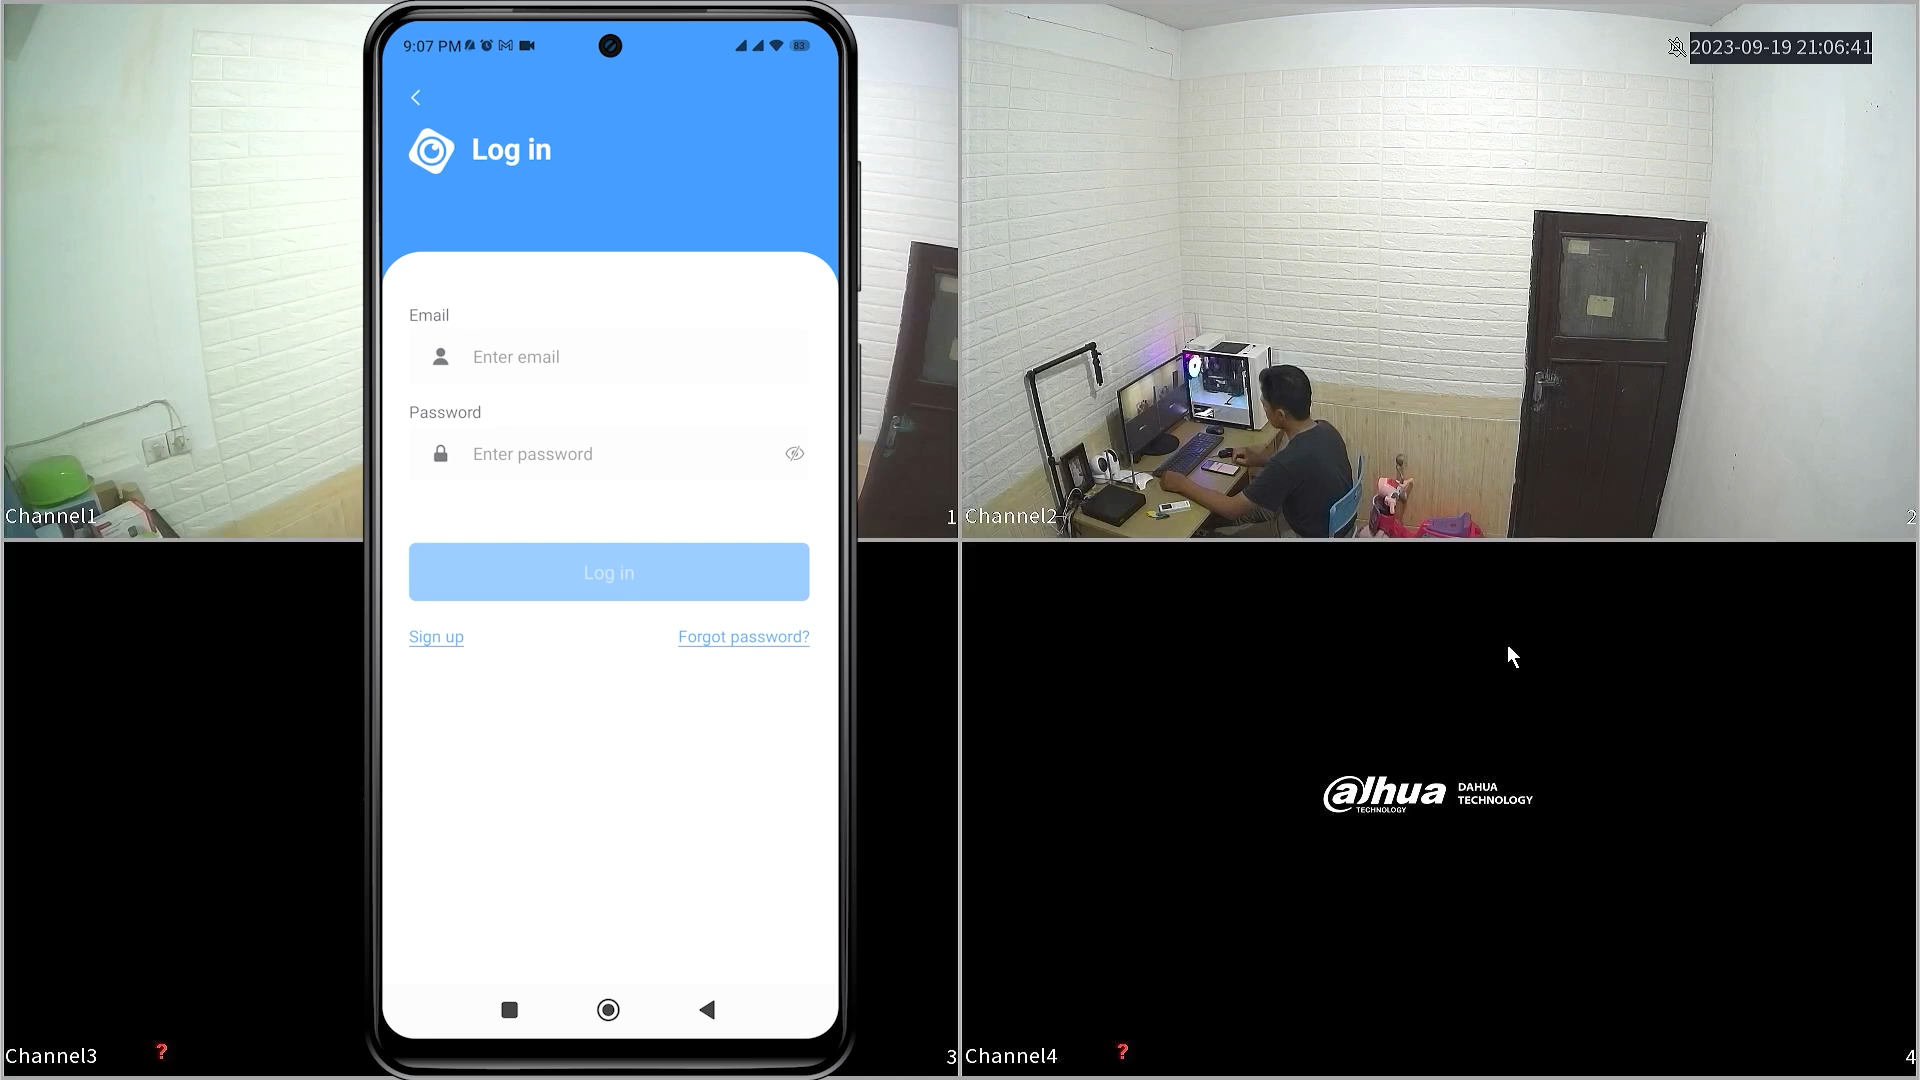 9:07 PM
83
Log in
Email
Enter email
Password
Enter password
Log in
Sign up
Forgot password?
2023-09-19 21:06:41
Channel1
1
Channel2
2
alhua
TECHNOLOGY
DAHUA
TECHNOLOGY
Channel3
?
3
Channel4
?
4